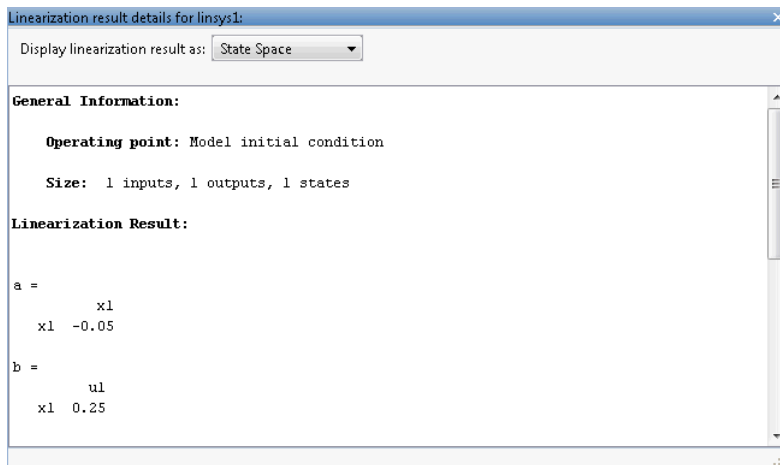 Linearization result details for linsys1:
Display linearization result as: State Space
General Information:
Operating point: Model initial condition
Size: 1 inputs, 1 outputs, 1 states
Linearization Result:
a =
x1
x1 -0.05
b =
u1
x1 0.25